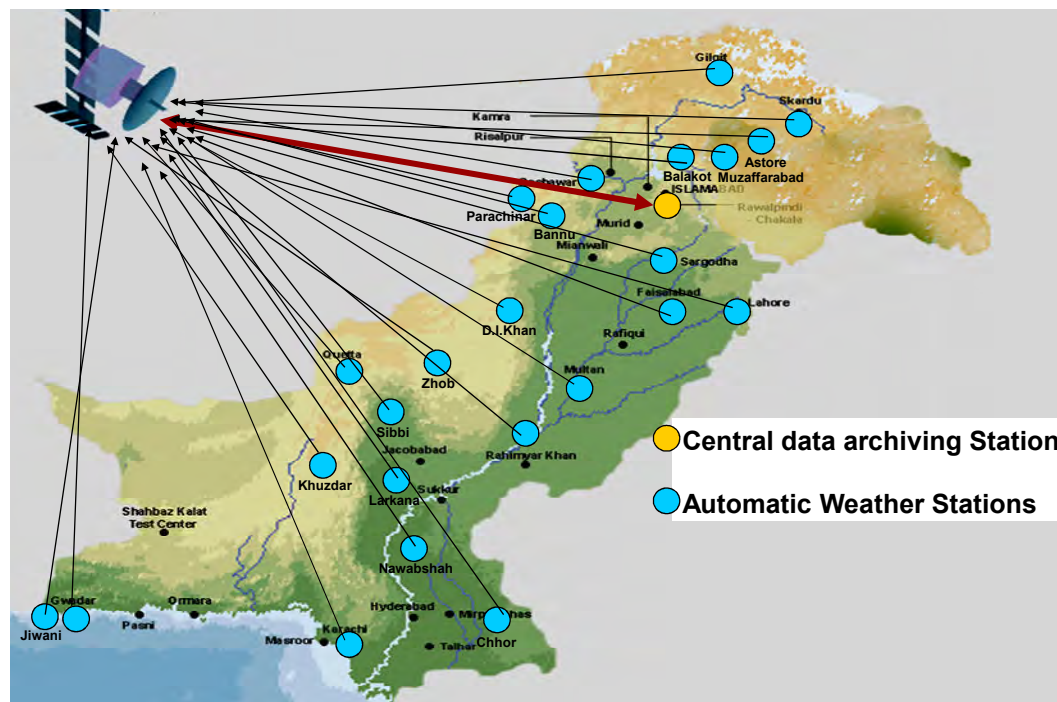 Gilgit
Skardu
Kamra
Risalpur
Astore
Balakot
Muzaffarabad
ISLAMABAD
Peshawar
Parachinar
Rawalpindi
- Chakala
Bannu
Murid
Mianwali
Sargodha
Faisalabad
Lahore
D.I.Khan
Rafiqui
Quetta
Zhob
Multan
Sibbi
Central data archiving Station
Jacobabad
Rahimyar Khan
Khuzdar
Larkana
Sukkur
Automatic Weather Stations
Shahbaz Kalat
Test Center
Nawabshah
Gwadar
Ormara
Hyderabad
Jiwani
Pasni
Karachi
Masroor
Chhor
Talhar